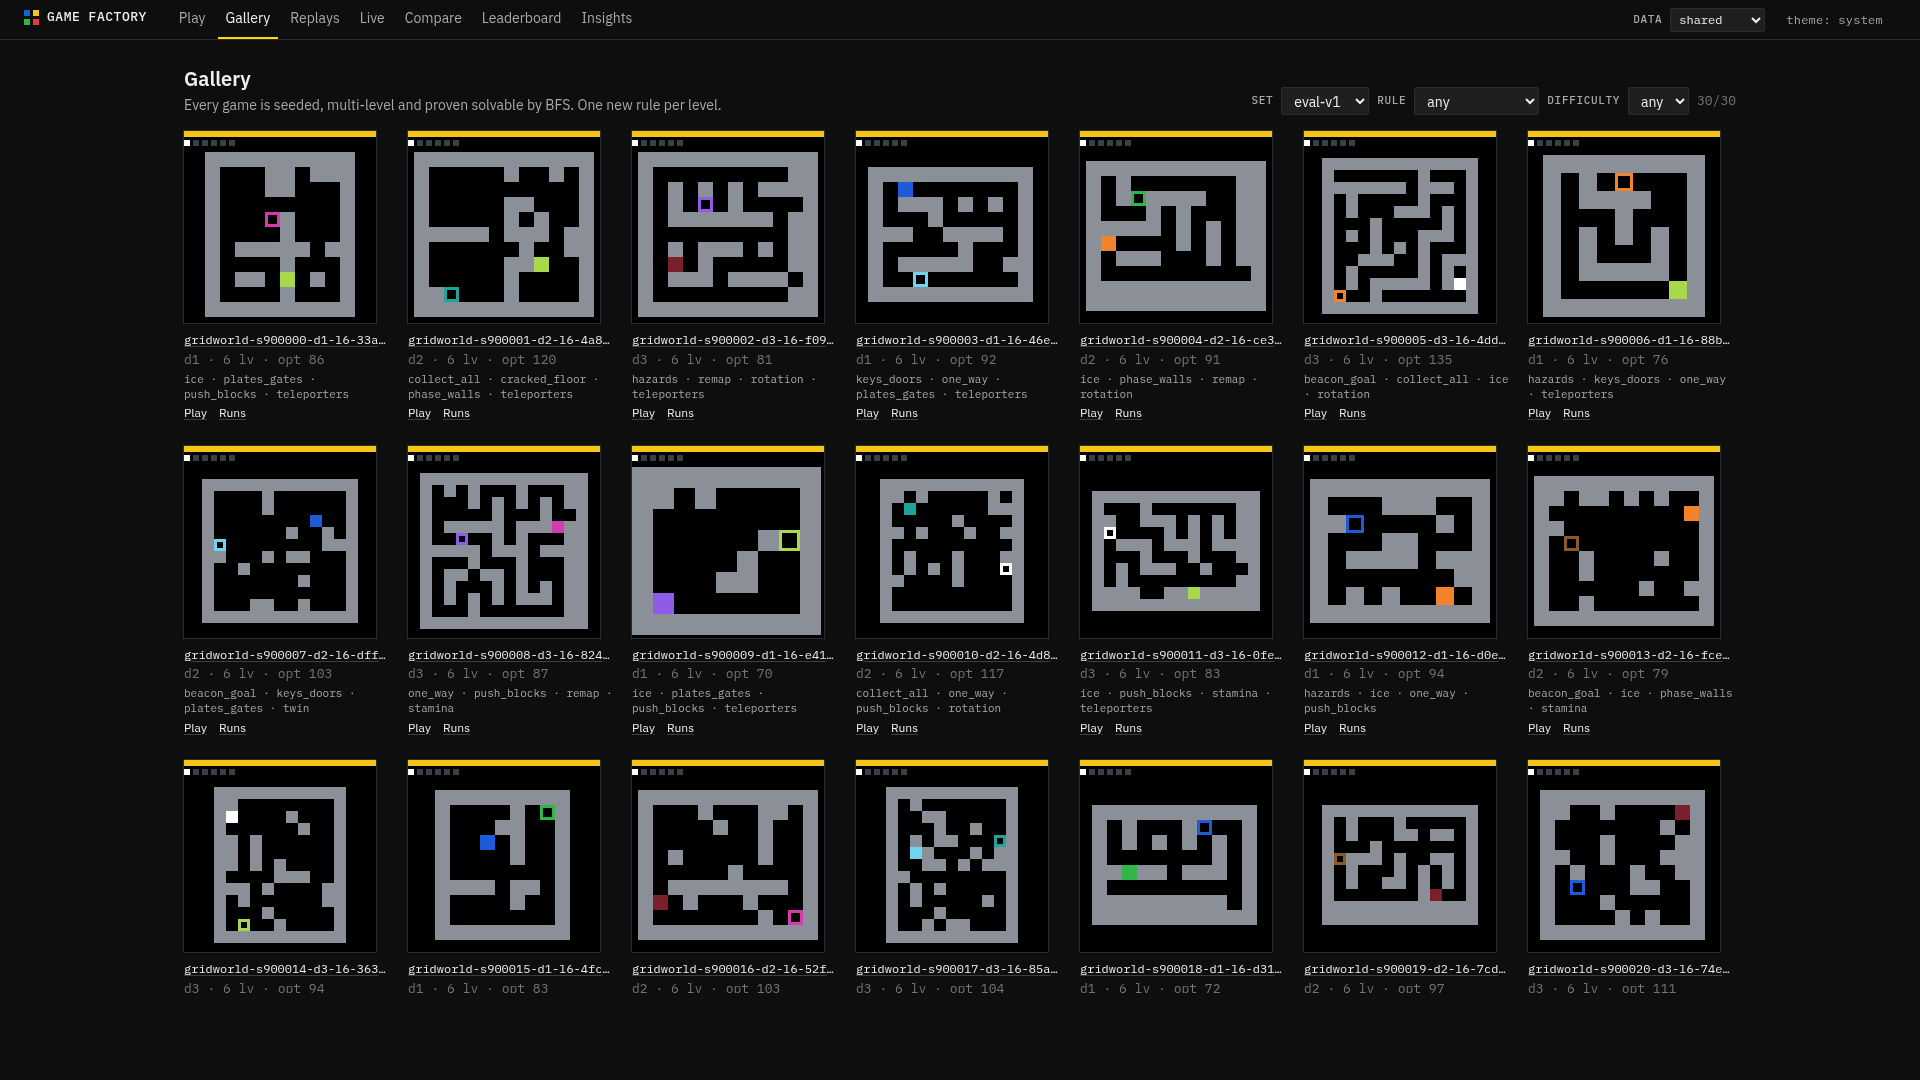 GAME FACTORY Play Gallery Replays Live Compare Leaderboard Insights DATA shared theme: system
Gallery
Every game is seeded, multi-level and proven solvable by BFS. One new rule per level.
SET eval-v1 RULE any DIFFICULTY any 30/30
gridworld-s900000-d1-l6-33a…
d1 · 6 lv · opt 86
ice · plates_gates ·
push_blocks · teleporters
Play Runs
gridworld-s900001-d2-l6-4a8…
d2 · 6 lv · opt 120
collect_all · cracked_floor ·
phase_walls · teleporters
Play Runs
gridworld-s900002-d3-l6-f09…
d3 · 6 lv · opt 81
hazards · remap · rotation ·
teleporters
Play Runs
gridworld-s900003-d1-l6-46e…
d1 · 6 lv · opt 92
keys_doors · one_way ·
plates_gates · teleporters
Play Runs
gridworld-s900004-d2-l6-ce3…
d2 · 6 lv · opt 91
ice · phase_walls · remap ·
rotation
Play Runs
gridworld-s900005-d3-l6-4dd…
d3 · 6 lv · opt 135
beacon_goal · collect_all · ice
· rotation
Play Runs
gridworld-s900006-d1-l6-88b…
d1 · 6 lv · opt 76
hazards · keys_doors · one_way
· teleporters
Play Runs
gridworld-s900007-d2-l6-dff…
d2 · 6 lv · opt 103
beacon_goal · keys_doors ·
plates_gates · twin
Play Runs
gridworld-s900008-d3-l6-824…
d3 · 6 lv · opt 87
one_way · push_blocks · remap ·
stamina
Play Runs
gridworld-s900009-d1-l6-e41…
d1 · 6 lv · opt 70
ice · plates_gates ·
push_blocks · teleporters
Play Runs
gridworld-s900010-d2-l6-4d8…
d2 · 6 lv · opt 117
collect_all · one_way ·
push_blocks · rotation
Play Runs
gridworld-s900011-d3-l6-0fe…
d3 · 6 lv · opt 83
ice · push_blocks · stamina ·
teleporters
Play Runs
gridworld-s900012-d1-l6-d0e…
d1 · 6 lv · opt 94
hazards · ice · one_way ·
push_blocks
Play Runs
gridworld-s900013-d2-l6-fce…
d2 · 6 lv · opt 79
beacon_goal · ice · phase_walls
· stamina
Play Runs
gridworld-s900014-d3-l6-363…
d3 · 6 lv · opt 94
gridworld-s900015-d1-l6-4fc…
d1 · 6 lv · opt 83
gridworld-s900016-d2-l6-52f…
d2 · 6 lv · opt 103
gridworld-s900017-d3-l6-85a…
d3 · 6 lv · opt 104
gridworld-s900018-d1-l6-d31…
d1 · 6 lv · opt 72
gridworld-s900019-d2-l6-7cd…
d2 · 6 lv · opt 97
gridworld-s900020-d3-l6-74e…
d3 · 6 lv · opt 111